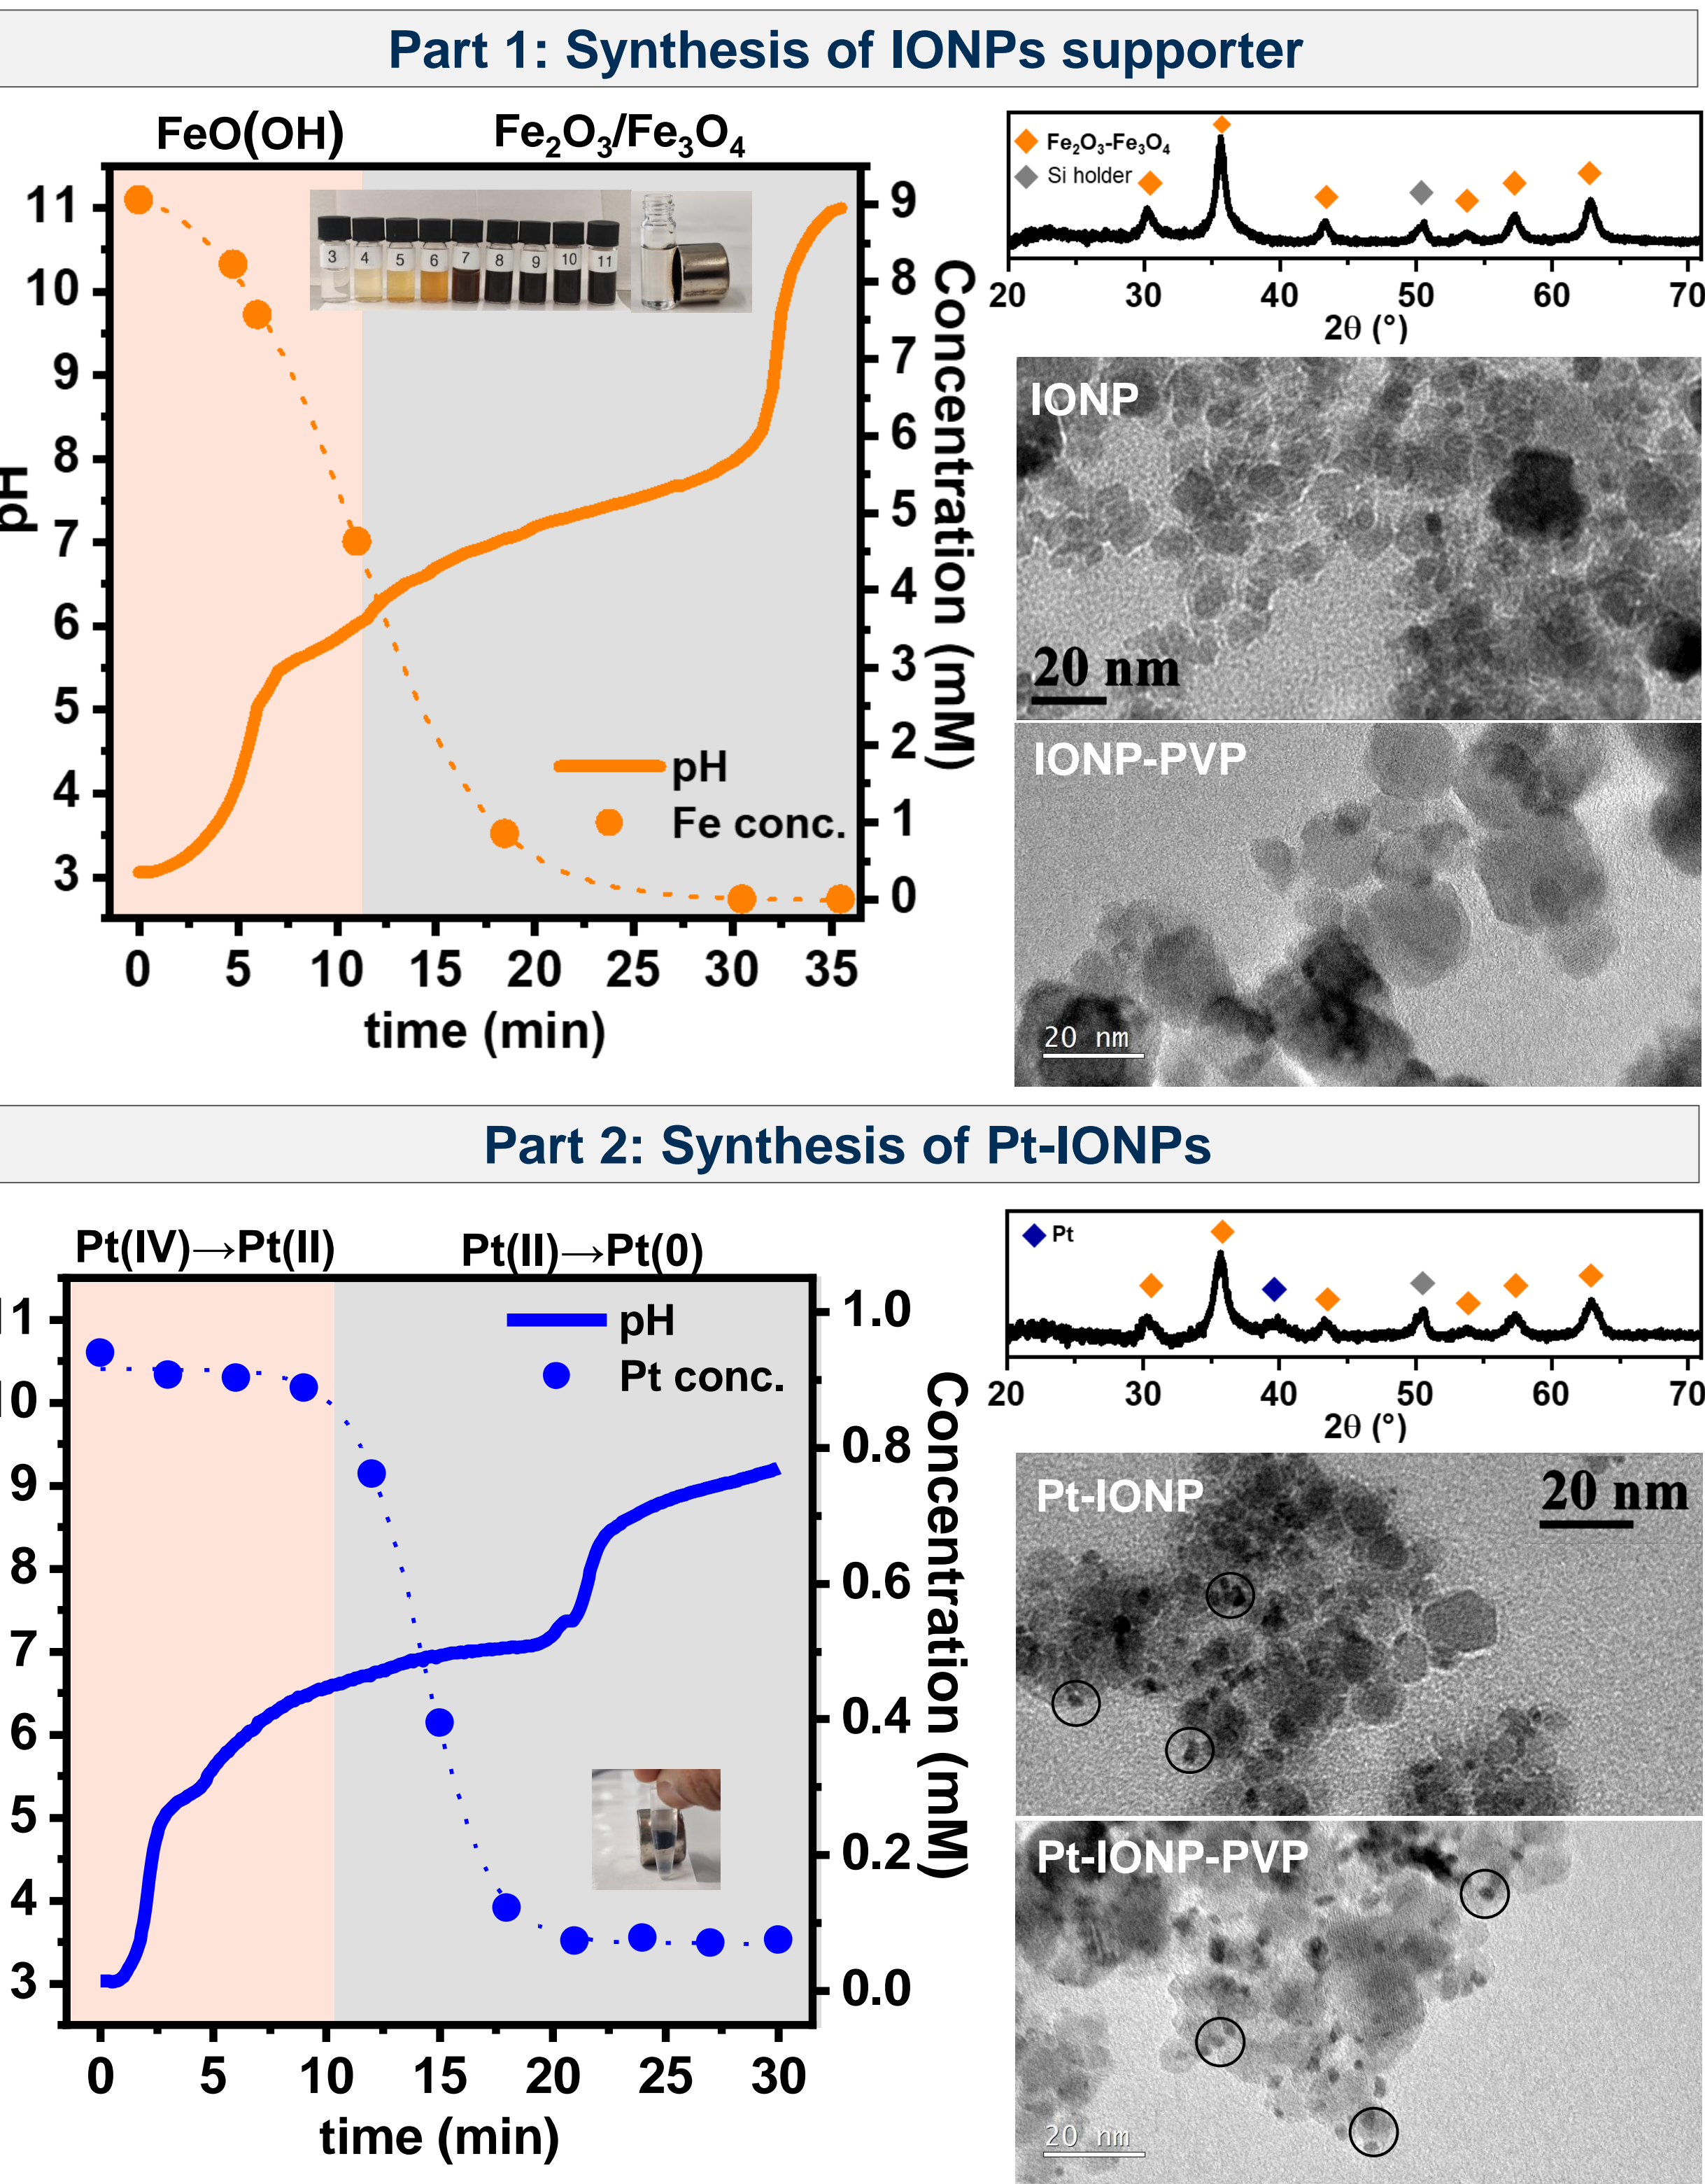 Part 1: Synthesis of IONPs supporter
FeO(OH)
Fe₂O₃/Fe₃O₄
11
10
9
8
7
6
5
4
3
pH
3
4
5
6
7
8
9
10
11
9
8
7
6
5
4
3
2
1
0
Concentration (mM)
pH
Fe conc.
0 5 10 15 20 25 30 35
time (min)
Fe₂O₃-Fe₃O₄
Si holder
20 30 40 50 60 70
2θ (°)
IONP
20 nm
IONP-PVP
20 nm
Part 2: Synthesis of Pt-IONPs
Pt(IV)→Pt(II)
Pt(II)→Pt(0)
11
10
9
8
7
6
5
4
3
pH
Pt conc.
1.0
0.8
0.6
0.4
0.2
0.0
Concentration (mM)
0 5 10 15 20 25 30
time (min)
Pt
20 30 40 50 60 70
2θ (°)
Pt-IONP
20 nm
Pt-IONP-PVP
20 nm